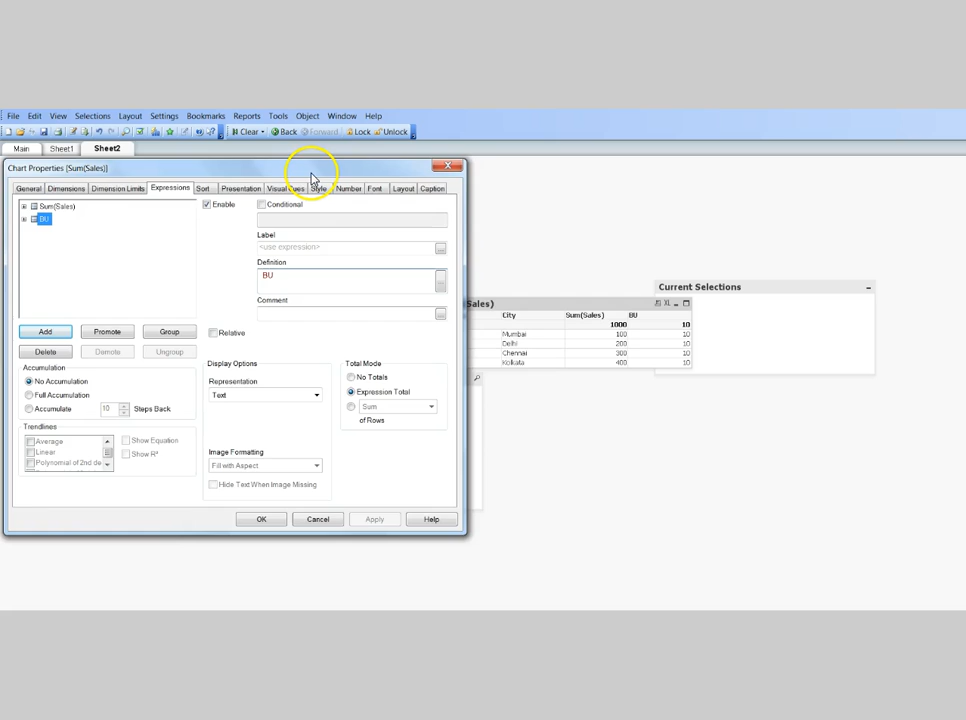 File Edit View Selections Bookmarks Reports Layout Settings Tools Object Window Help
Clear Back Forward Lock Unlock
Main Sheet1 Sheet2
Chart Properties [Sum(Sales)]
General Dimensions Dimension Limits Expressions Sort Presentation Visual Cues Style Number Font Layout Caption
Sum(Sales)
BU
Enable
Conditional
Label
<use expression>
Definition
BU
Comment
Add Promote Group
Delete Demote Ungroup
Relative
Accumulation
No Accumulation
Full Accumulation
Accumulate 10 Steps Back
Trendlines
Average
Linear
Polynomial of 2nd de
Show Equation
Show R²
Display Options
Representation
Text
Image Formatting
Fill with Aspect
Hide Text When Image Missing
Total Mode
No Totals
Expression Total
Sum
of Rows
OK Cancel Apply Help
Sales) XL
City Sum(Sales) BU
1000 10
Mumbai 100 10
Delhi 200 10
Chennai 300 10
Kolkata 400 10
Current Selections